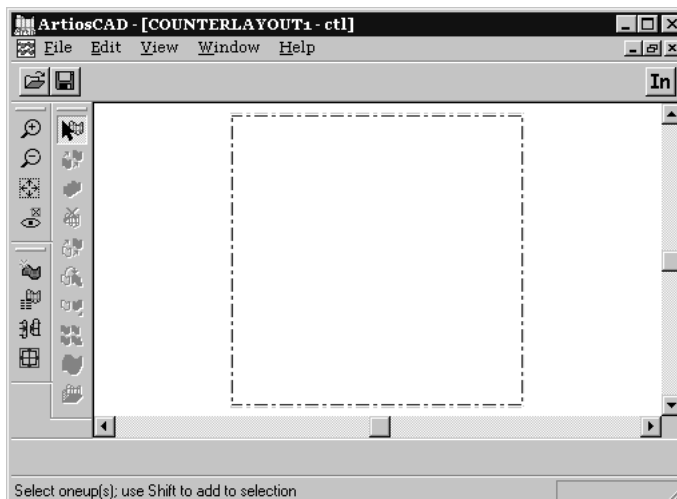 ArtiosCAD - [COUNTERLAYOUT1 - ctl]
File Edit View Window Help
In
Select oneup(s); use Shift to add to selection